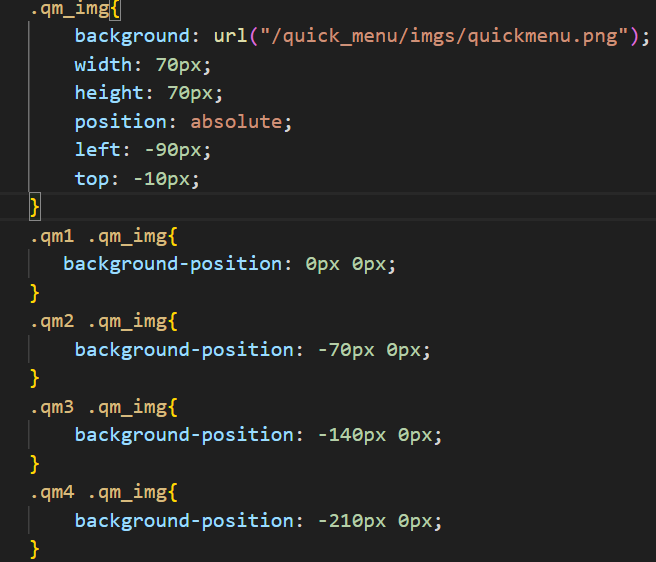 .qm_img{
background: url("/quick_menu/imgs/quickmenu.png");
width: 70px;
height: 70px;
position: absolute;
left: -90px;
top: -10px;
}
.qm1 .qm_img{
background-position: 0px 0px;
}
.qm2 .qm_img{
background-position: -70px 0px;
}
.qm3 .qm_img{
background-position: -140px 0px;
}
.qm4 .qm_img{
background-position: -210px 0px;
}